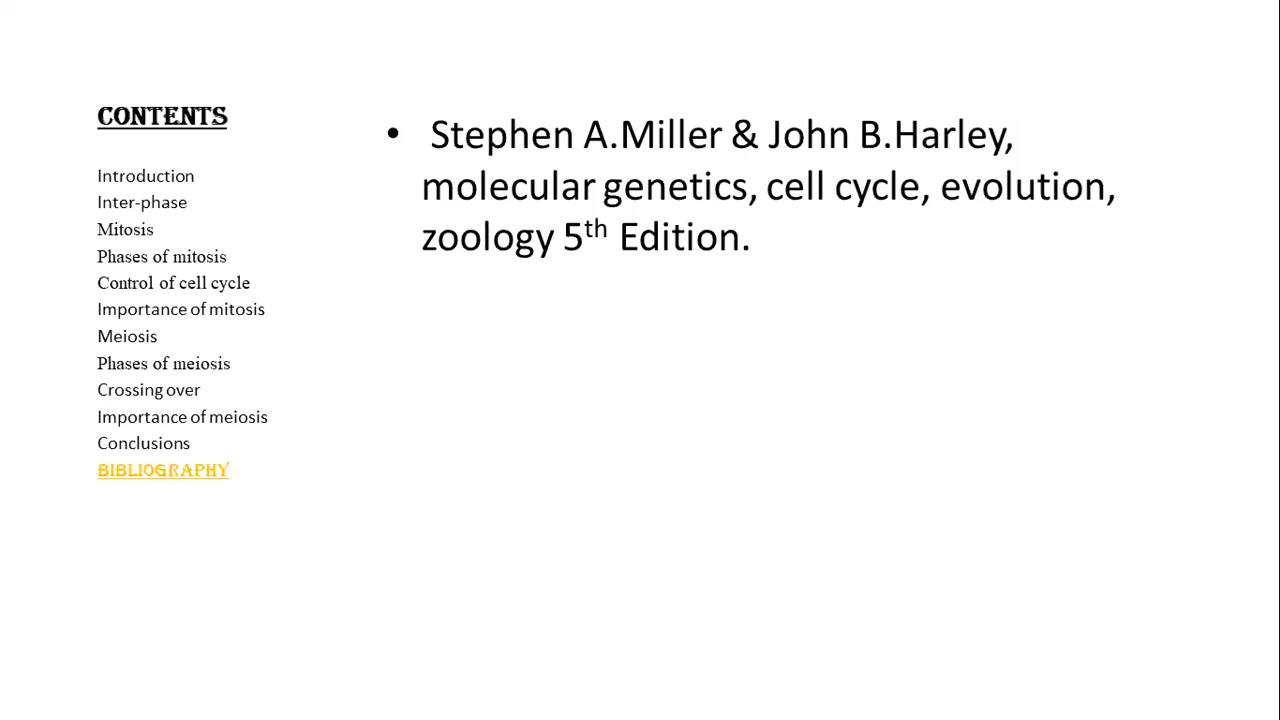 CONTENTS
Introduction
Inter-phase
Mitosis
Phases of mitosis
Control of cell cycle
Importance of mitosis
Meiosis
Phases of meiosis
Crossing over
Importance of meiosis
Conclusions
BIBLIOGRAPHY
• Stephen A.Miller & John B.Harley,
molecular genetics, cell cycle, evolution,
zoology 5th Edition.